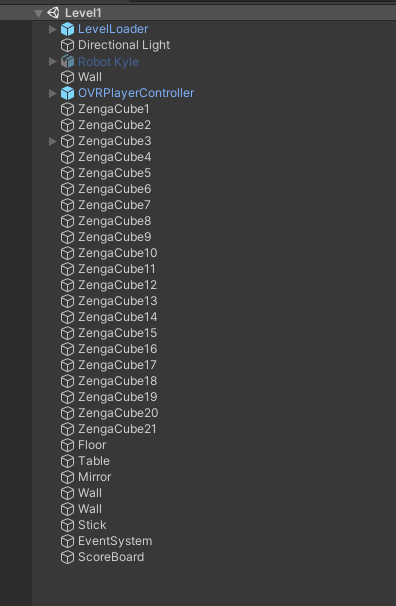 Level1
LevelLoader
Directional Light
Robot Kyle
Wall
OVRPlayerController
ZengaCube1
ZengaCube2
ZengaCube3
ZengaCube4
ZengaCube5
ZengaCube6
ZengaCube7
ZengaCube8
ZengaCube9
ZengaCube10
ZengaCube11
ZengaCube12
ZengaCube13
ZengaCube14
ZengaCube15
ZengaCube16
ZengaCube17
ZengaCube18
ZengaCube19
ZengaCube20
ZengaCube21
Floor
Table
Mirror
Wall
Wall
Stick
EventSystem
ScoreBoard